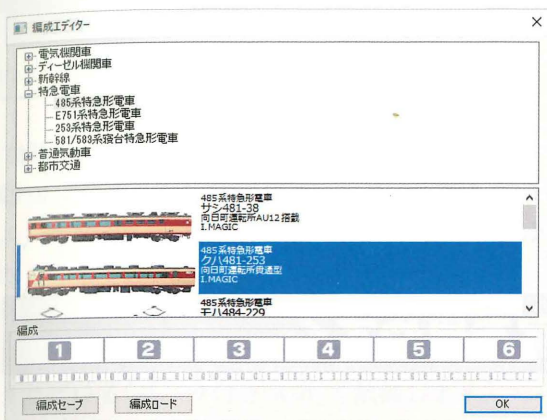 編成エディター
電気機関車
ディーゼル機関車
新幹線
特急電車
485系特急形電車
E751系特急形電車
253系特急形電車
581/583系寝台特急形電車
普通気動車
都市交通
485系特急形電車
サシ481-38
向日町運転所AU12搭載
I.MAGIC
485系特急形電車
クハ481-253
向日町運転所貫通型
I.MAGIC
485系特急形電車
モハ484-229
編成
1 2 3 4 5 6
編成セーブ 編成ロード OK